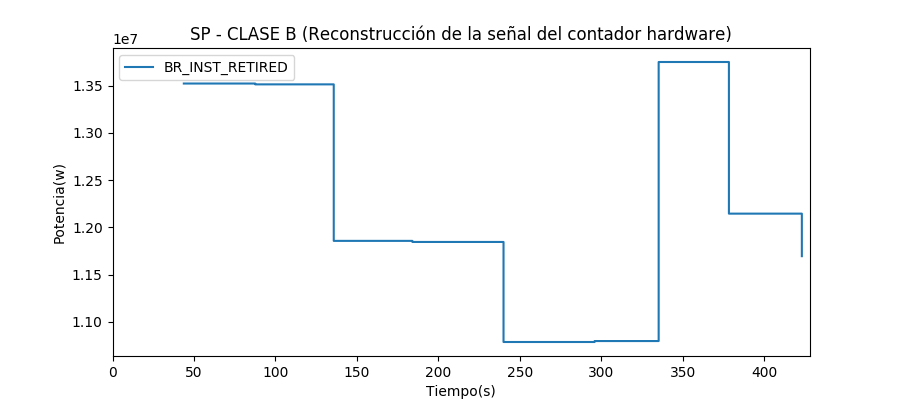 SP - CLASE B (Reconstrucción de la señal del contador hardware)
1e7
BR_INST_RETIRED
1.35
1.30
1.25
1.20
1.15
1.10
Potencia(w)
0 50 100 150 200 250 300 350 400
Tiempo(s)